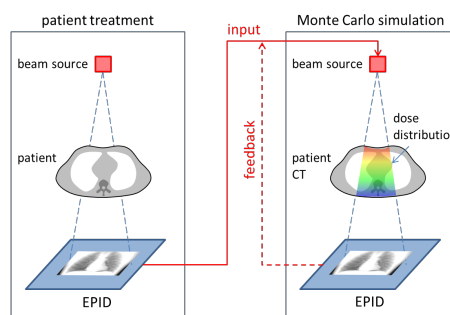 patient treatment
beam source
patient
EPID
input
feedback
Monte Carlo simulation
beam source
dose
distributio
patient
CT
EPID